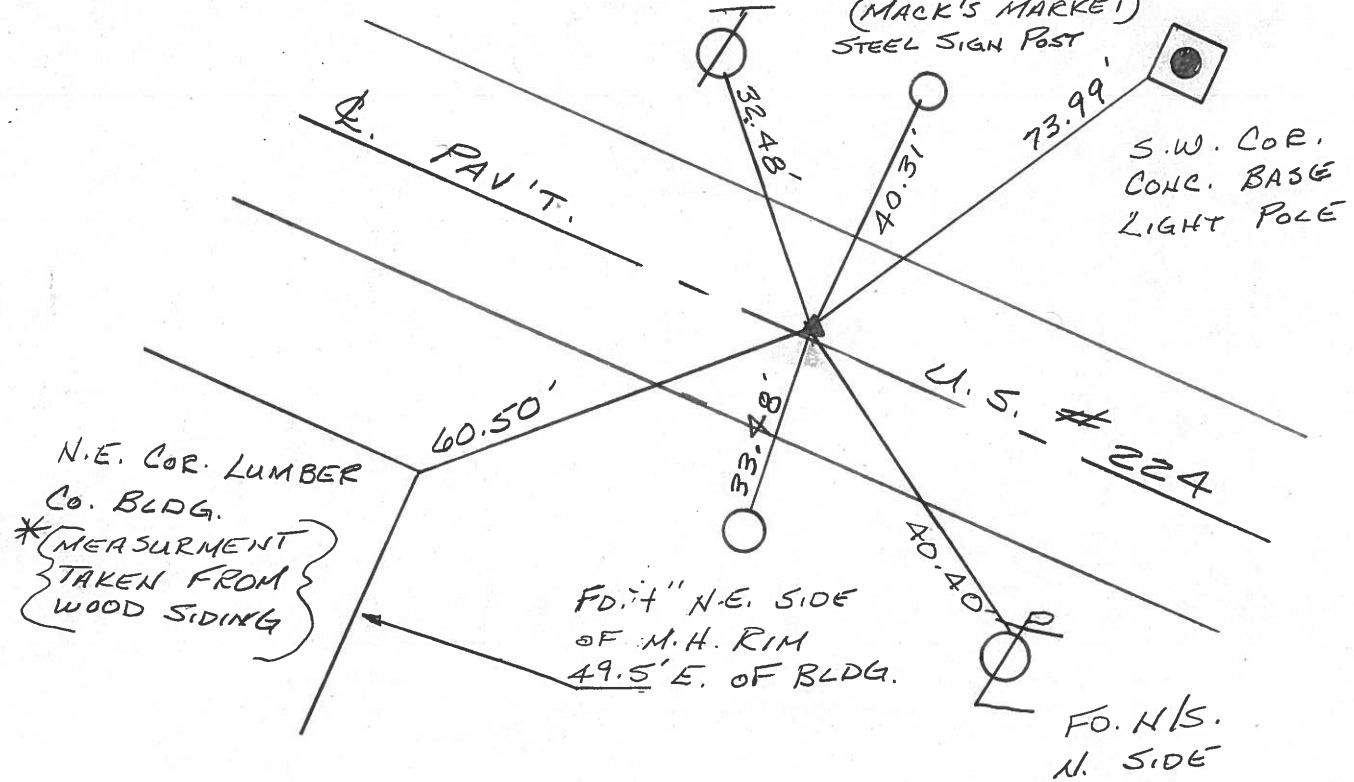 (MACK'S MARKET)
STEEL SIGN POST
32.48'
40.31'
73.99'
S.W. COR.
CONC. BASE
LIGHT POLE
℄. PAV'T.
U.S. # 224
60.50'
33.48'
40.40'
N.E. COR. LUMBER
CO. BLDG.
*(MEASURMENT
TAKEN FROM
WOOD SIDING)
FD. "+" N.E. SIDE
OF M.H. RIM
49.5' E. OF BLDG.
FD. N/S.
N. SIDE